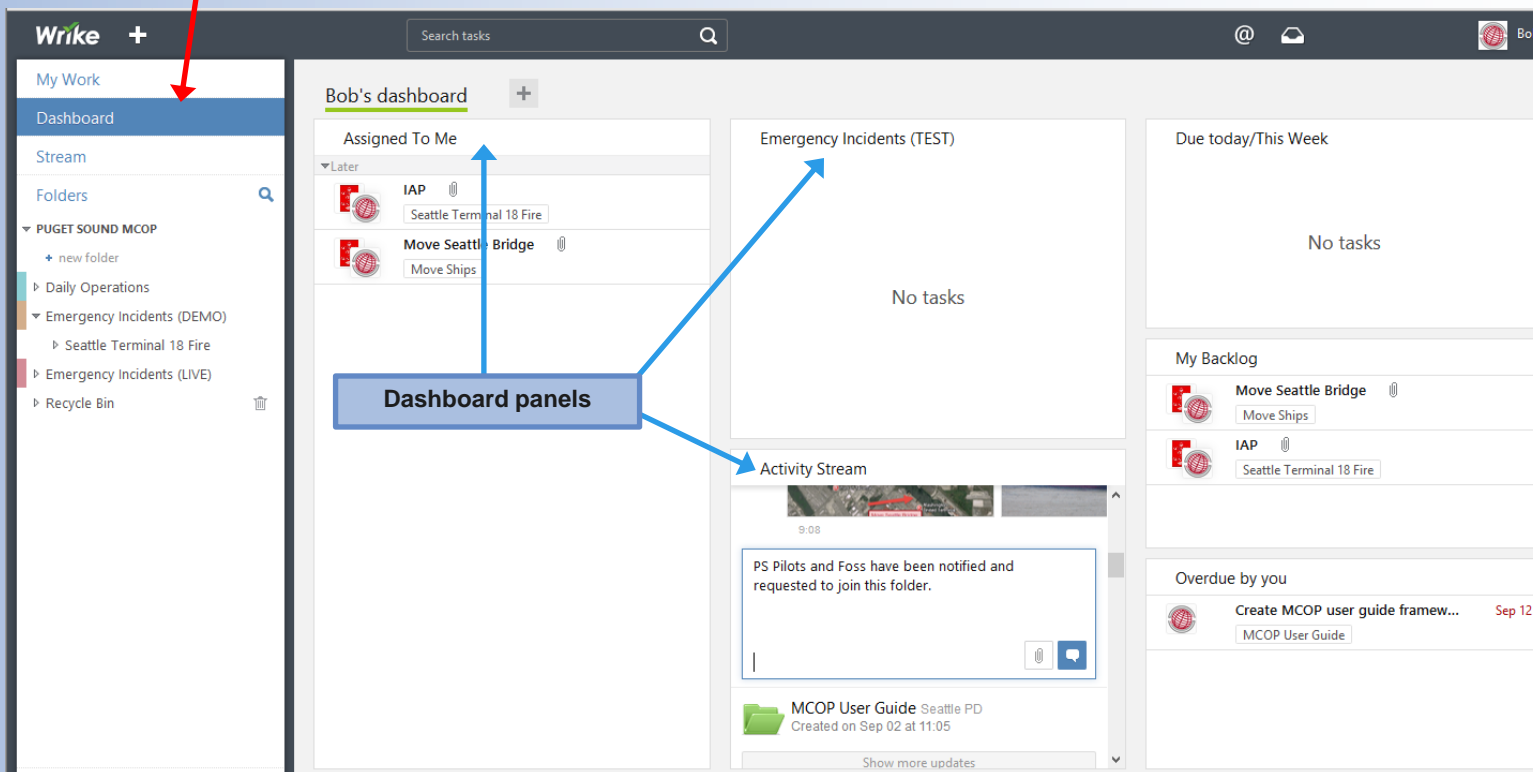 Wrike +
Search tasks
@
Bo
My Work
Dashboard
Stream
Folders
PUGET SOUND MCOP
+ new folder
Daily Operations
Emergency Incidents (DEMO)
Seattle Terminal 18 Fire
Emergency Incidents (LIVE)
Recycle Bin
Bob's dashboard +
Assigned To Me
Later
IAP
Seattle Terminal 18 Fire
Move Seattle Bridge
Move Ships
Dashboard panels
Emergency Incidents (TEST)
No tasks
Activity Stream
9:08
PS Pilots and Foss have been notified and
requested to join this folder.
MCOP User Guide Seattle PD
Created on Sep 02 at 11:05
Show more updates
Due today/This Week
No tasks
My Backlog
Move Seattle Bridge
Move Ships
IAP
Seattle Terminal 18 Fire
Overdue by you
Create MCOP user guide framew... Sep 12
MCOP User Guide